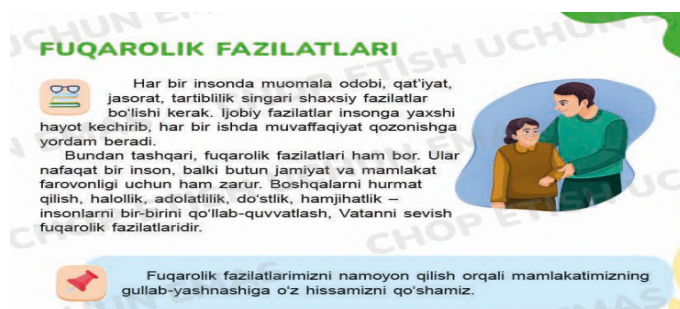 FUQAROLIK FAZILATLARI
Har bir insonda muomala odobi, qat’iyat,
jasorat, tartiblilik singari shaxsiy fazilatlar
bo‘lishi kerak. Ijobiy fazilatlar insonga yaxshi
hayot kechirib, har bir ishda muvaffaqiyat qozonishga
yordam beradi.
Bundan tashqari, fuqarolik fazilatlari ham bor. Ular
nafaqat bir inson, balki butun jamiyat va mamlakat
farovonligi uchun ham zarur. Boshqalarni hurmat
qilish, halollik, adolatlilik, do‘stlik, hamjihatlik –
insonlarni bir-birini qo‘llab-quvvatlash, Vatanni sevish
fuqarolik fazilatlaridir.
Fuqarolik fazilatlarimizni namoyon qilish orqali mamlakatimizning
gullab-yashnashiga o‘z hissamizni qo‘shamiz.